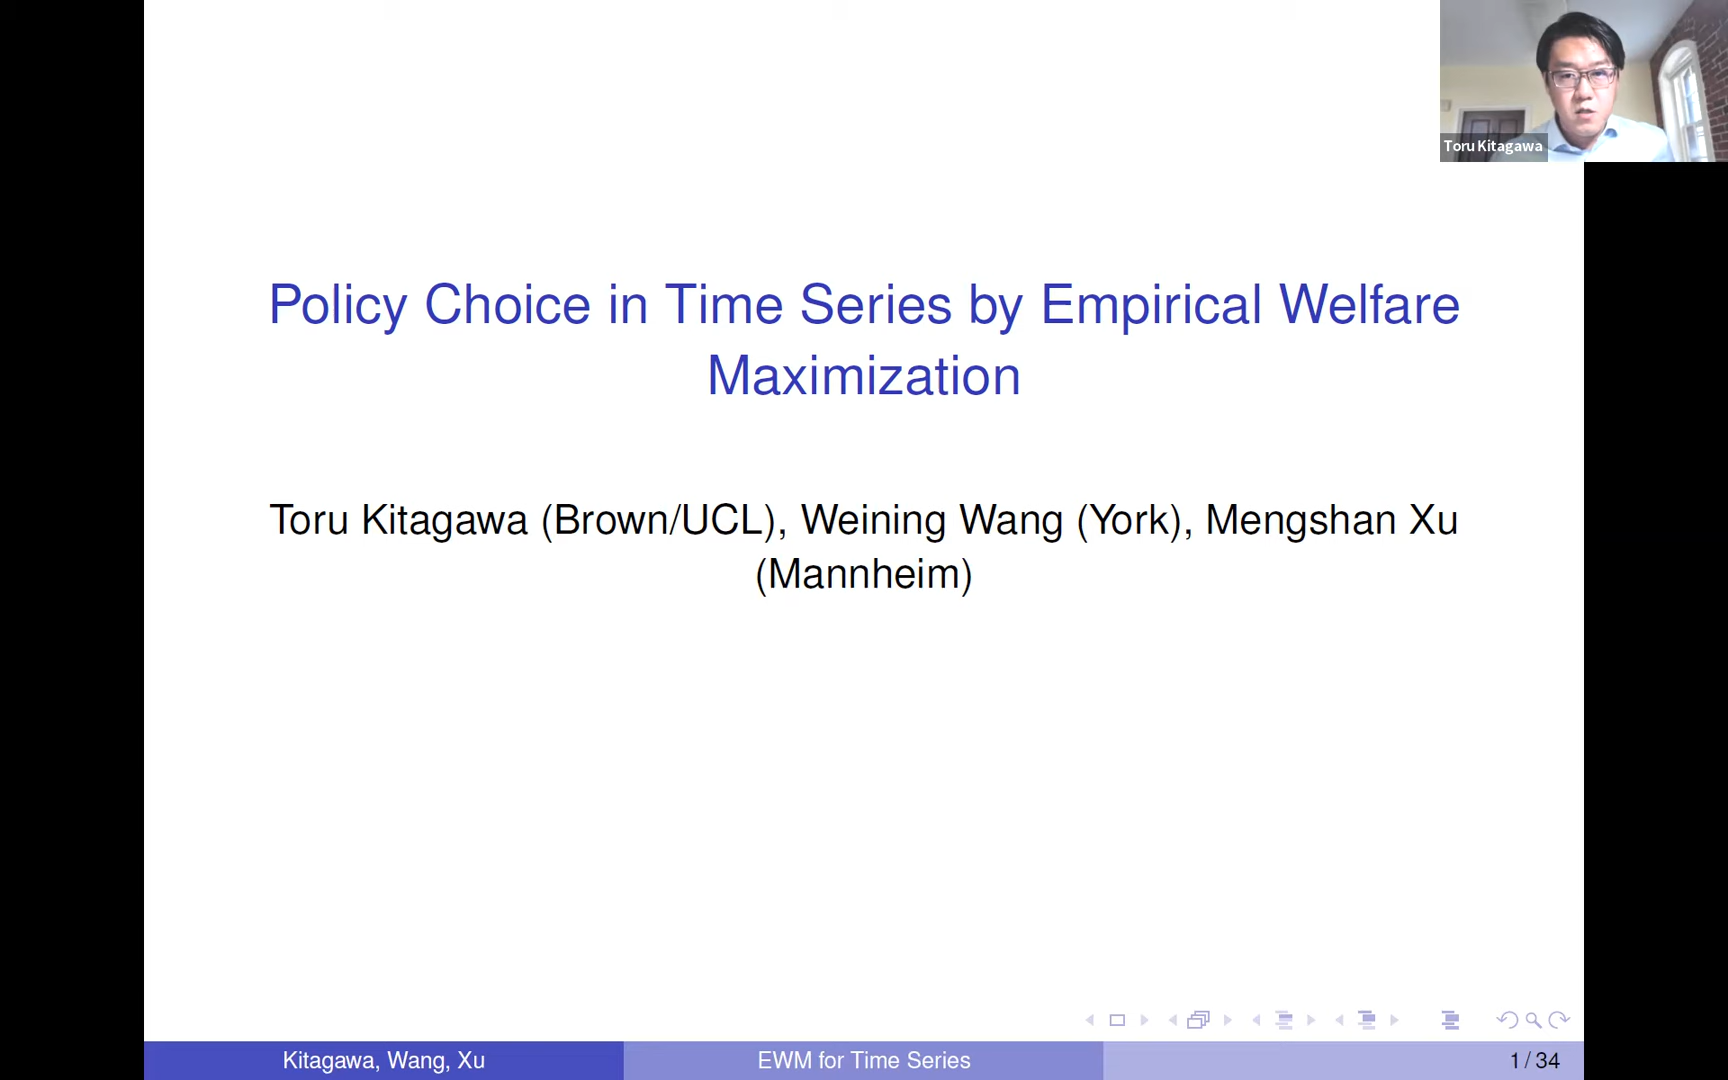 Toru Kitagawa
Policy Choice in Time Series by Empirical Welfare
Maximization
Toru Kitagawa (Brown/UCL), Weining Wang (York), Mengshan Xu
(Mannheim)
Kitagawa, Wang, Xu
EWM for Time Series
1 / 34